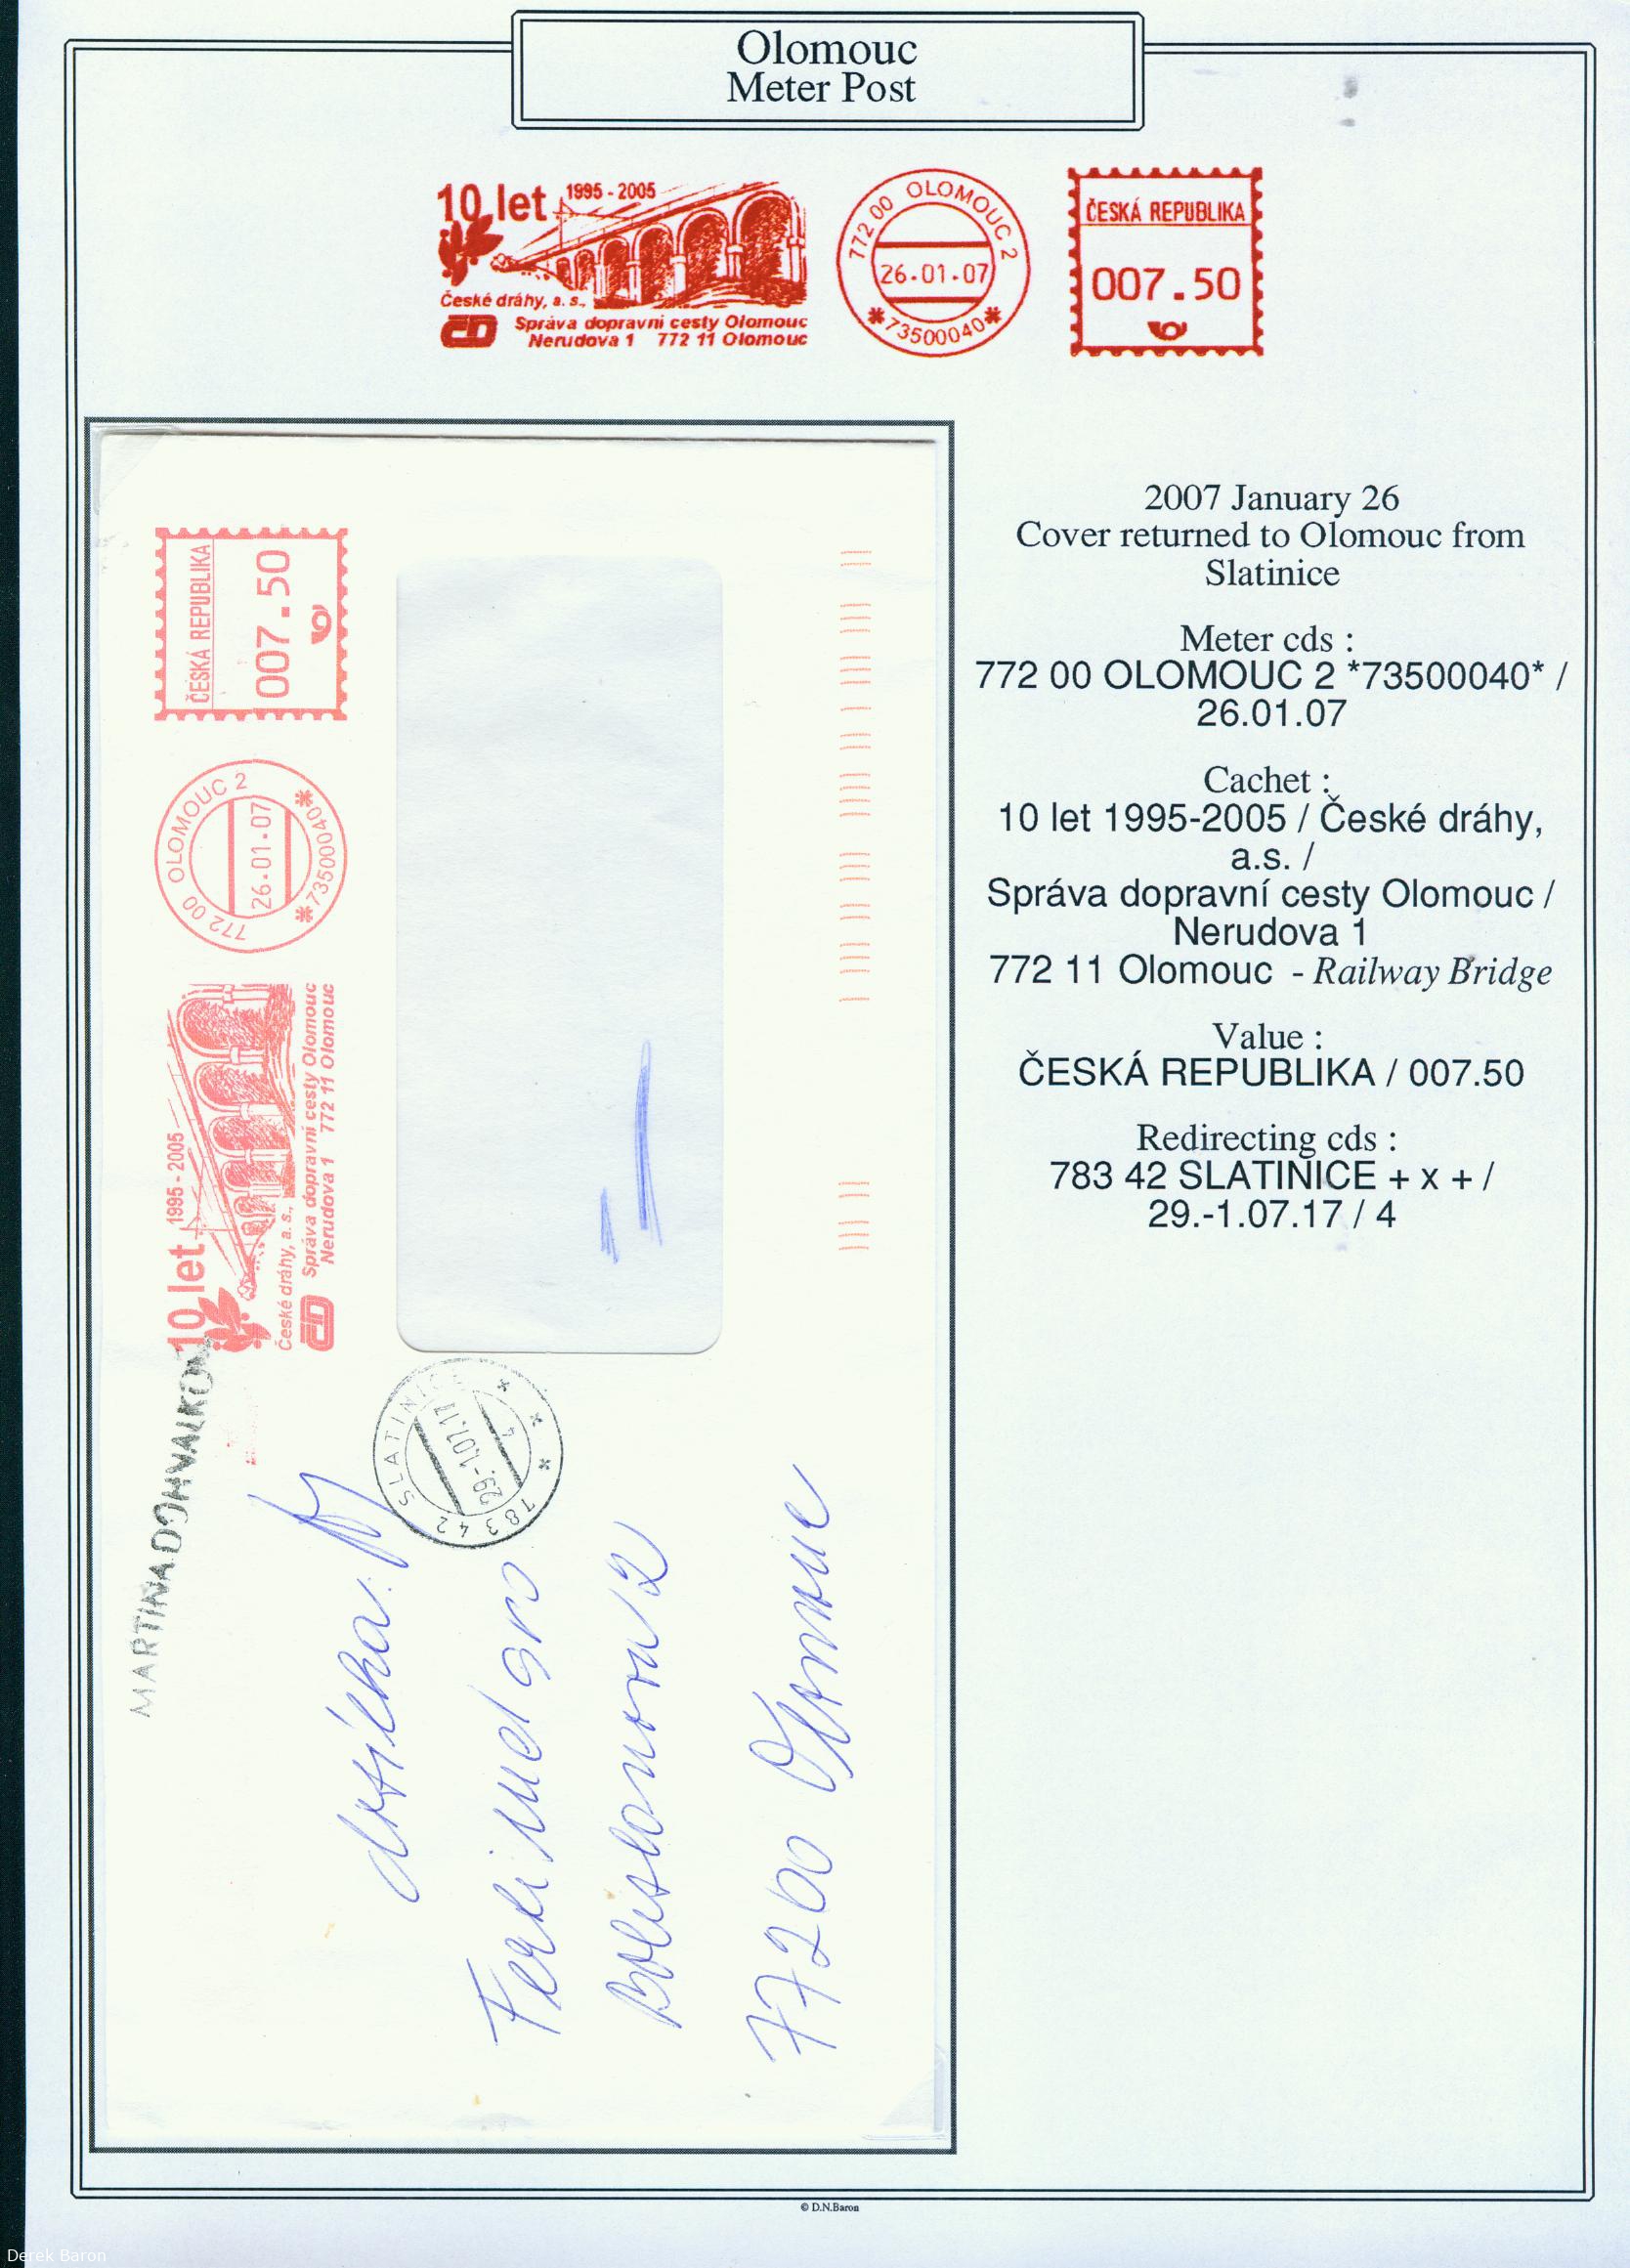 Olomouc
Meter Post
10 let 1995 - 2005
České dráhy, a. s.,
ČD Správa dopravní cesty Olomouc
Nerudova 1 772 11 Olomouc
772 00 OLOMOUC 2
26.01.07
*73500040*
ČESKÁ REPUBLIKA
007.50
10 let 1995 - 2005
České dráhy, a. s.,
ČD Správa dopravní cesty Olomouc
Nerudova 1 772 11 Olomouc
772 00 OLOMOUC 2
26.01.07
*73500040*
ČESKÁ REPUBLIKA
007.50
MARTINA
SLATINICE
29.-1.07.17
4
783 42
77200 Olomouc
2007 January 26
Cover returned to Olomouc from
Slatinice
Meter cds :
772 00 OLOMOUC 2 *73500040* /
26.01.07
Cachet :
10 let 1995-2005 / České dráhy,
a.s. /
Správa dopravní cesty Olomouc /
Nerudova 1
772 11 Olomouc - Railway Bridge
Value :
ČESKÁ REPUBLIKA / 007.50
Redirecting cds :
783 42 SLATINICE + x + /
29.-1.07.17 / 4
© D.N.Baron
Derek Baron